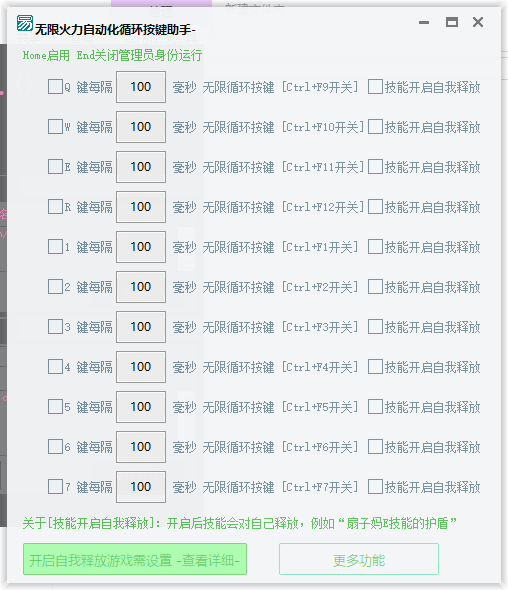 无限火力自动化循环按键助手-
Home启用 End关闭管理员身份运行
Q 键每隔 100 毫秒 无限循环按键 [Ctrl+F9开关] 技能开启自我释放
W 键每隔 100 毫秒 无限循环按键 [Ctrl+F10开关] 技能开启自我释放
E 键每隔 100 毫秒 无限循环按键 [Ctrl+F11开关] 技能开启自我释放
R 键每隔 100 毫秒 无限循环按键 [Ctrl+F12开关] 技能开启自我释放
1 键每隔 100 毫秒 无限循环按键 [Ctrl+F1开关] 技能开启自我释放
2 键每隔 100 毫秒 无限循环按键 [Ctrl+F2开关] 技能开启自我释放
3 键每隔 100 毫秒 无限循环按键 [Ctrl+F3开关] 技能开启自我释放
4 键每隔 100 毫秒 无限循环按键 [Ctrl+F4开关] 技能开启自我释放
5 键每隔 100 毫秒 无限循环按键 [Ctrl+F5开关] 技能开启自我释放
6 键每隔 100 毫秒 无限循环按键 [Ctrl+F6开关] 技能开启自我释放
7 键每隔 100 毫秒 无限循环按键 [Ctrl+F7开关] 技能开启自我释放
关于[技能开启自我释放]：开启后技能会对自己释放，例如“扇子妈E技能的护盾”
开启自我释放游戏需设置 -查看详细- 更多功能